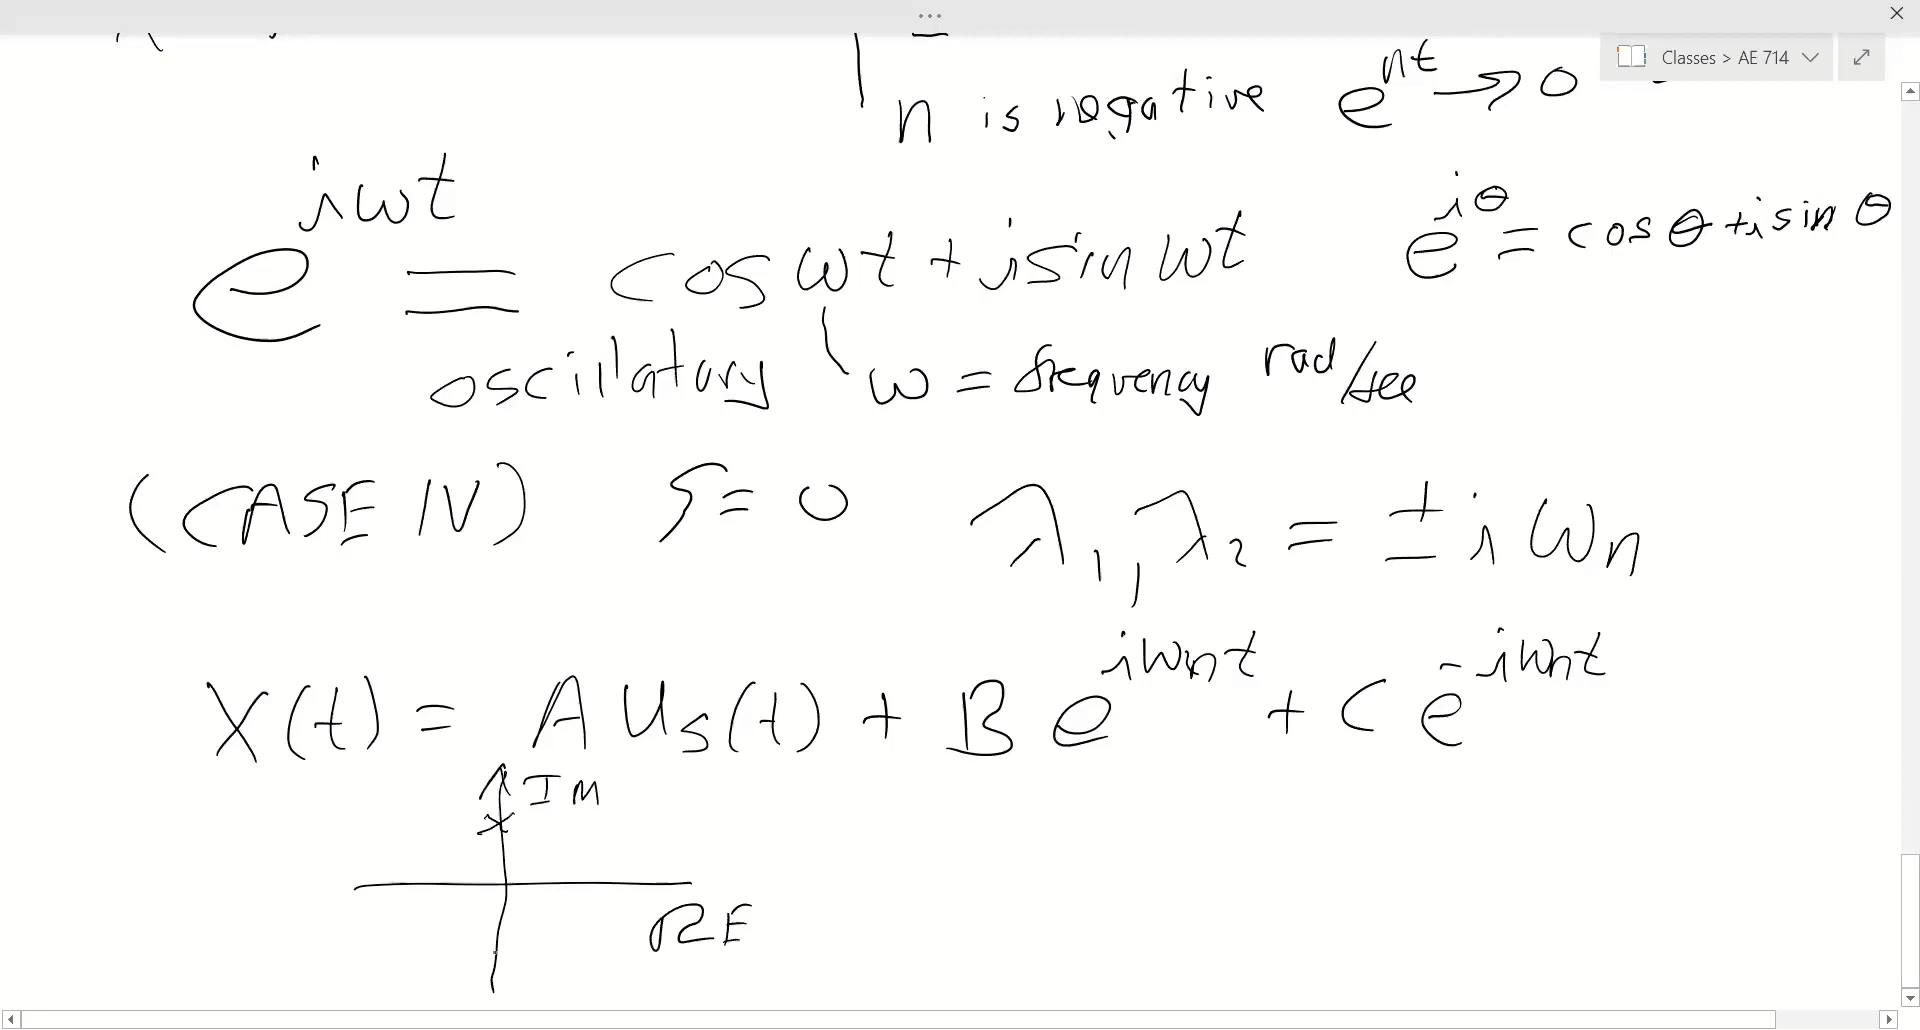 Classes > AE 714
n is negative e^{nt} → 0
e^{iωt} = cos ωt + i sin ωt e^{iθ} = cos θ + i sin θ
oscillatory ω = frequency rad/sec
(CASE IV) ζ = 0 λ₁, λ₂ = ± i ωn
X(t) = A Us(t) + B e^{iωnt} + C e^{-iωnt}
IM
RE